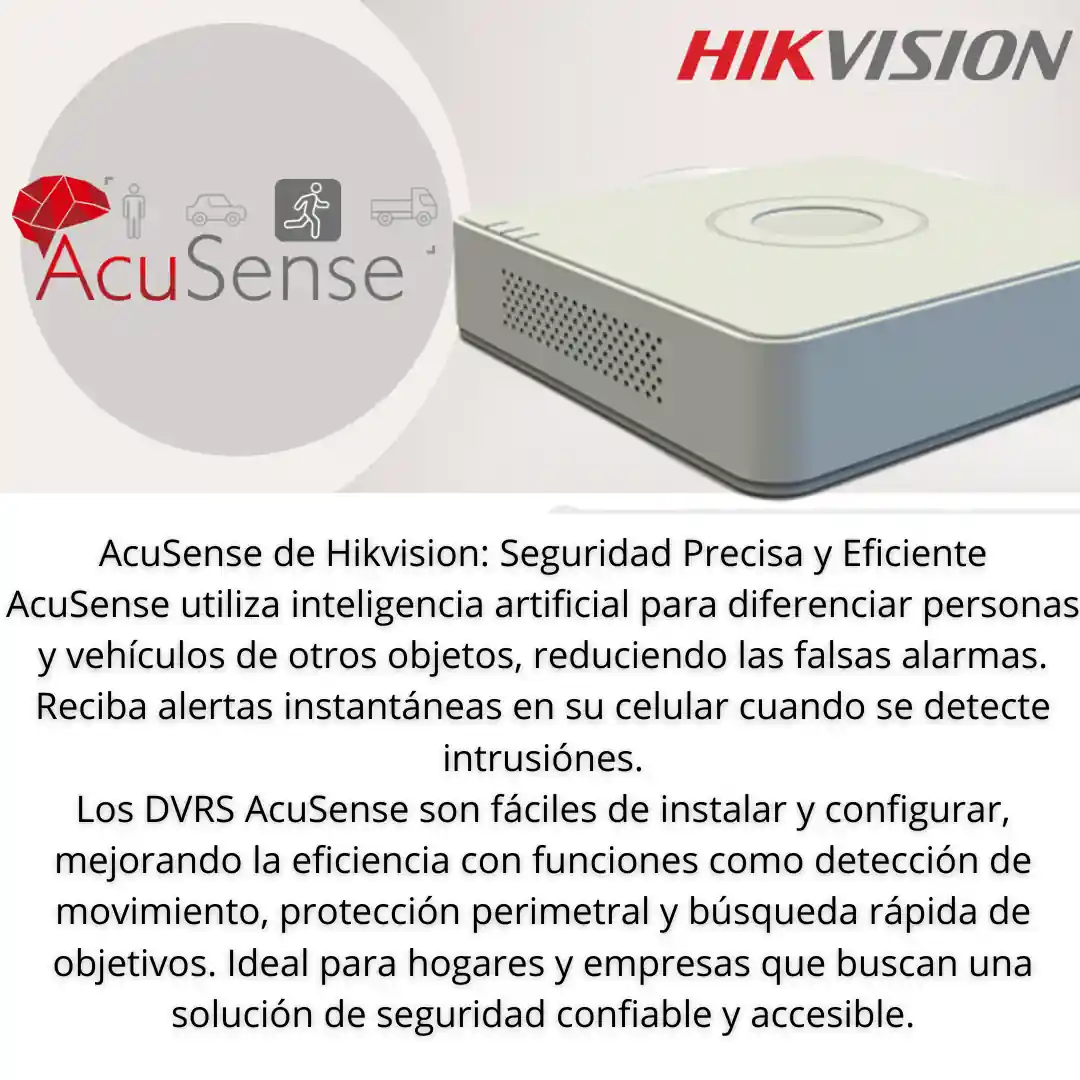 HIKVISION
AcuSense
AcuSense de Hikvision: Seguridad Precisa y Eficiente
AcuSense utiliza inteligencia artificial para diferenciar personas
y vehículos de otros objetos, reduciendo las falsas alarmas.
Reciba alertas instantáneas en su celular cuando se detecte
intrusiónes.
Los DVRS AcuSense son fáciles de instalar y configurar,
mejorando la eficiencia con funciones como detección de
movimiento, protección perimetral y búsqueda rápida de
objetivos. Ideal para hogares y empresas que buscan una
solución de seguridad confiable y accesible.